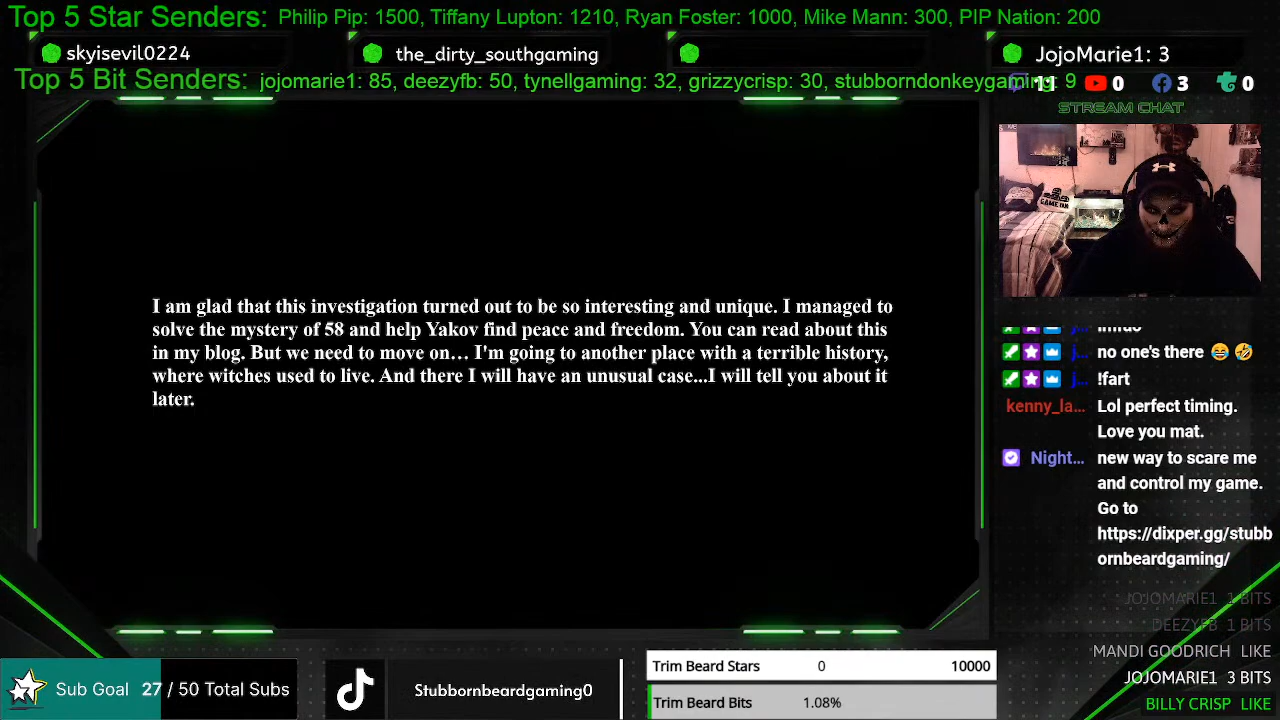 Top 5 Star Senders: Philip Pip: 1500, Tiffany Lupton: 1210, Ryan Foster: 1000, Mike Mann: 300, PIP Nation: 200
skyisevil0224
the_dirty_southgaming
JojoMarie1: 3
Top 5 Bit Senders: jojomarie1: 85, deezyfb: 50, tynellgaming: 32, grizzycrisp: 30, stubborndonkeygaming: 9
11 0 3 0
STREAM CHAT
GAME ON
I am glad that this investigation turned out to be so interesting and unique. I managed to
solve the mystery of 58 and help Yakov find peace and freedom. You can read about this
in my blog. But we need to move on… I'm going to another place with a terrible history,
where witches used to live. And there I will have an unusual case...I will tell you about it
later.
j... no one's there 😂 🤣
j... !fart
kenny_la... Lol perfect timing.
Love you mat.
Night... new way to scare me
and control my game.
Go to
https://dixper.gg/stubb
ornbeardgaming/
JOJOMARIE1 1 BITS
DEEZYFB 1 BITS
MANDI GOODRICH LIKE
JOJOMARIE1 3 BITS
BILLY CRISP LIKE
Sub Goal 27 / 50 Total Subs
Stubbornbeardgaming0
Trim Beard Stars 0 10000
Trim Beard Bits 1.08%